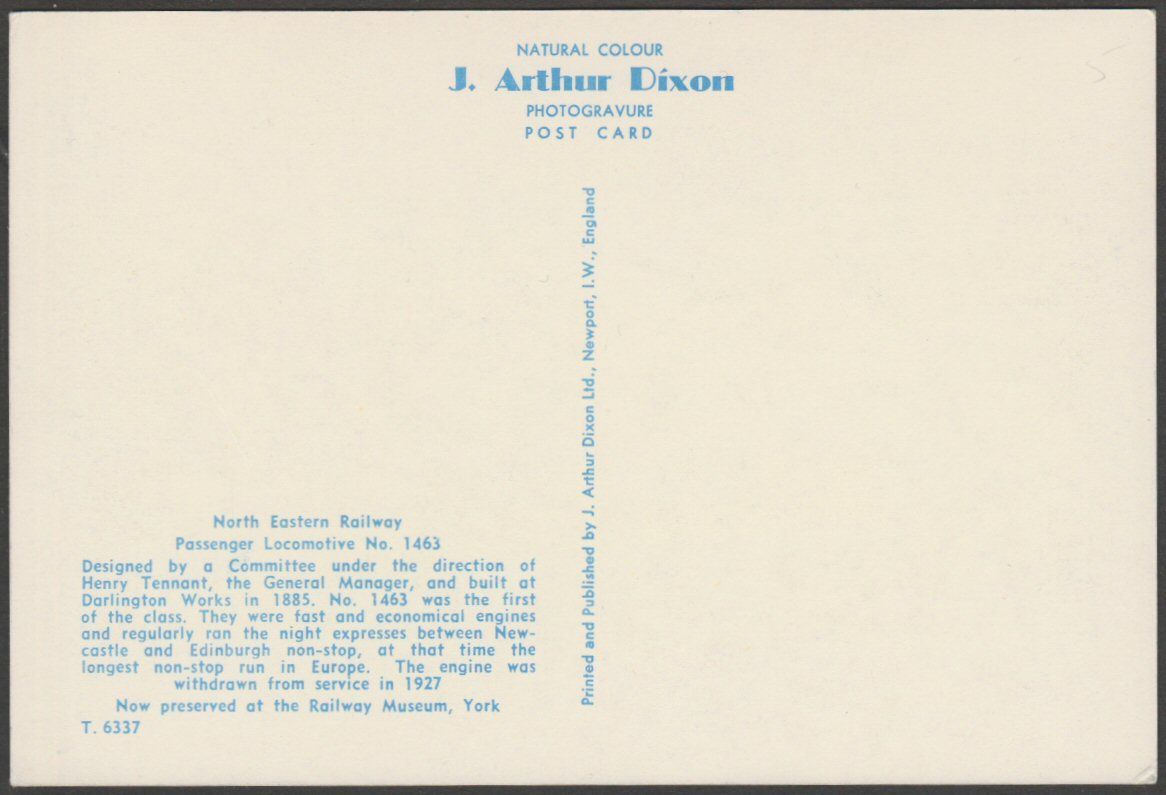 NATURAL COLOUR
J. Arthur Dixon
PHOTOGRAVURE
POST CARD
Printed and Published by J. Arthur Dixon Ltd., Newport, I.W., England
North Eastern Railway
Passenger Locomotive No. 1463
Designed by a Committee under the direction of
Henry Tennant, the General Manager, and built at
Darlington Works in 1885. No. 1463 was the first
of the class. They were fast and economical engines
and regularly ran the night expresses between New-
castle and Edinburgh non-stop, at that time the
longest non-stop run in Europe. The engine was
withdrawn from service in 1927
Now preserved at the Railway Museum, York
T. 6337